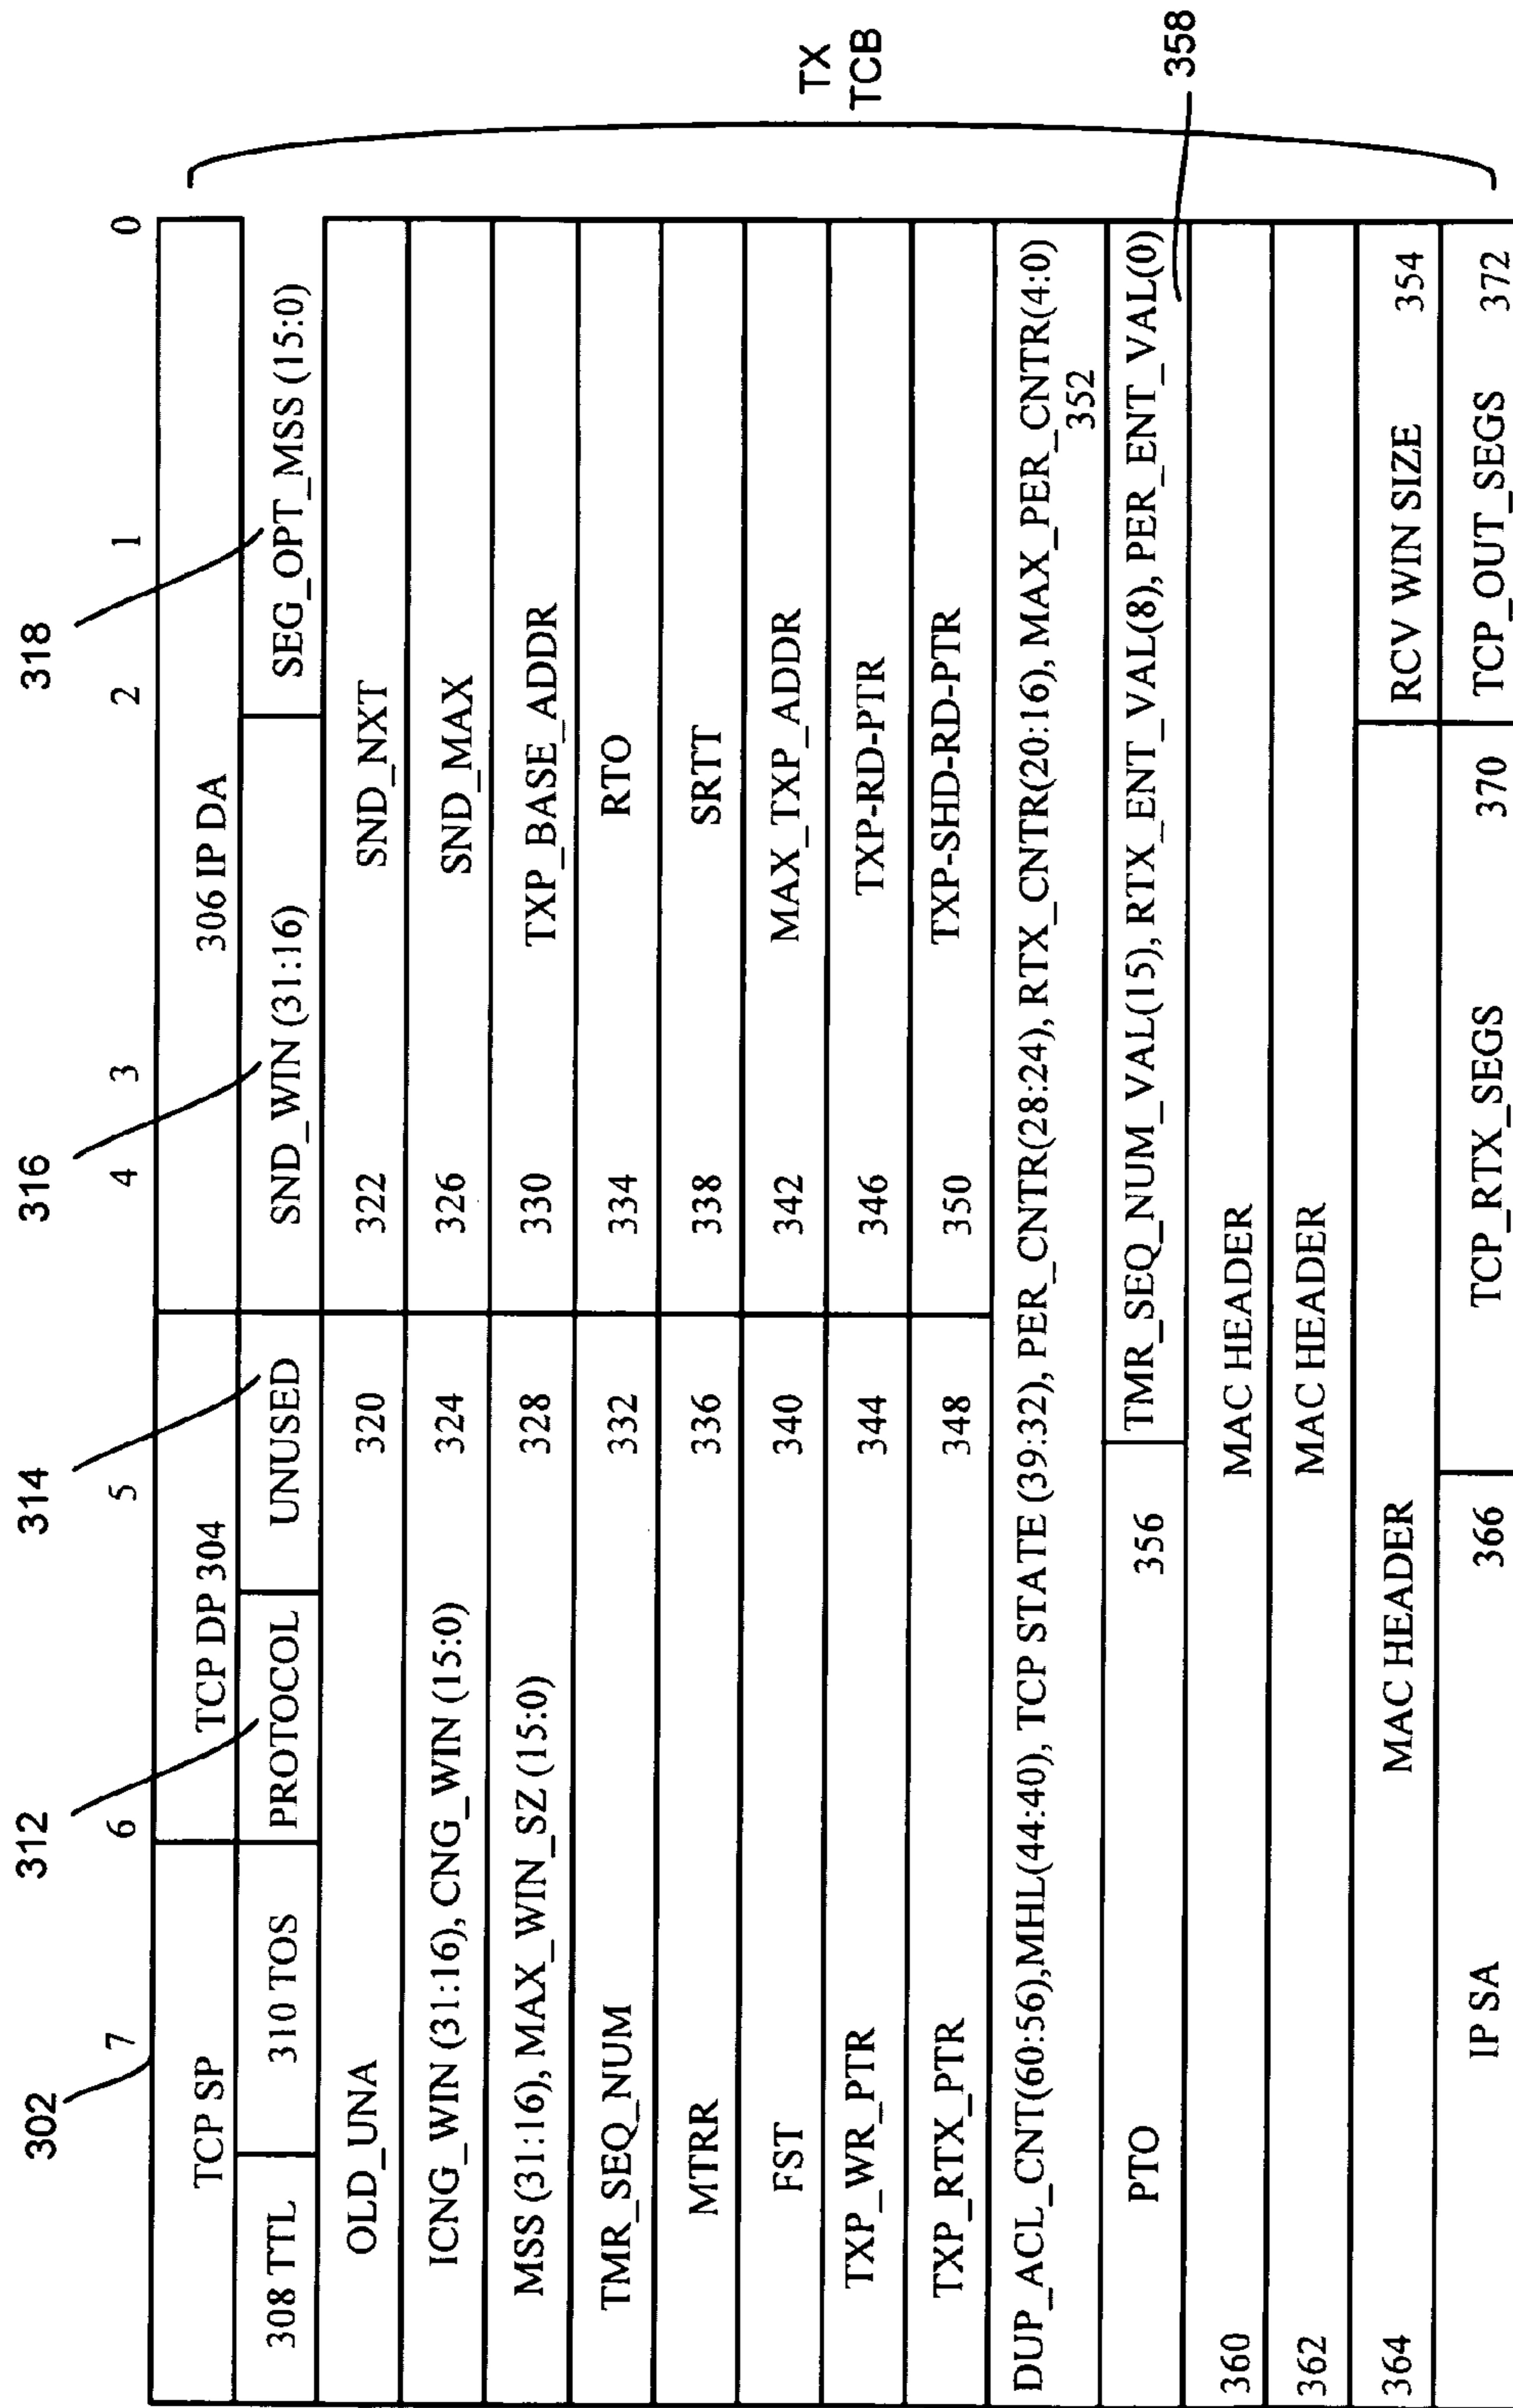 302 312 314 316 318
7 6 5 4 3 2 1 0
TCP SP TCP DP 304 306 IP DA
308 TTL 310 TOS PROTOCOL UNUSED SND_WIN (31:16) SEG_OPT_MSS (15:0)
OLD_UNA 320 322 SND_NXT
ICNG_WIN (31:16), CNG_WIN (15:0) 324 326 SND_MAX
MSS (31:16), MAX_WIN_SZ (15:0) 328 330 TXP_BASE_ADDR
TMR_SEQ_NUM 332 334 RTO
MTRR 336 338 SRTT
FST 340 342 MAX_TXP_ADDR
TXP_WR_PTR 344 346 TXP-RD-PTR
TXP_RTX_PTR 348 350 TXP-SHD-RD-PTR
DUP_ACL_CNT(60:56),MHL(44:40), TCP STATE (39:32), PER_CNTR(28:24), RTX_CNTR(20:16), MAX_PER_CNTR(4:0)
352
PTO 356 TMR_SEQ_NUM_VAL(15), RTX_ENT_VAL(8), PER_ENT_VAL(0)
360 MAC HEADER
362 MAC HEADER
364 MAC HEADER RCV WIN SIZE 354
IP SA 366 TCP_RTX_SEGS 370 TCP_OUT_SEGS 372
TX
TCB
358